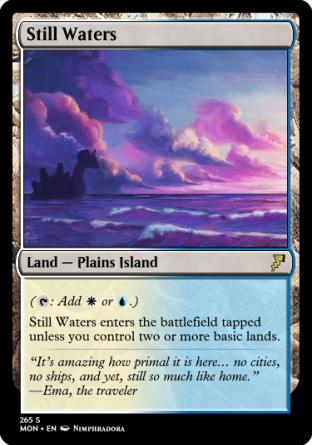 Still Waters
Land — Plains Island
( : Add or .)
Still Waters enters the battlefield tapped
unless you control two or more basic lands.
“It’s amazing how primal it is here… no cities,
no ships, and yet, still so much like home.”
—Ema, the traveler
265 S
MON • EN Nimphradora